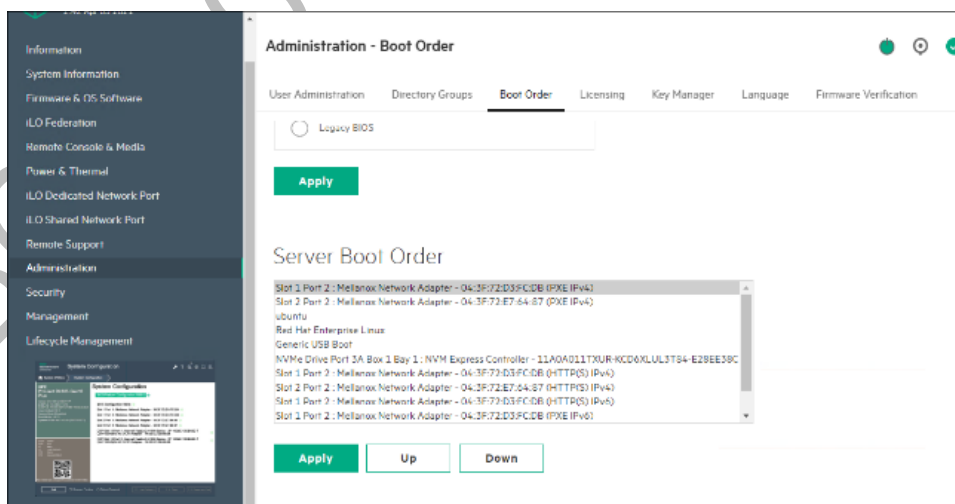 Information
System Information
Firmware & OS Software
iLO Federation
Remote Console & Media
Power & Thermal
iLO Dedicated Network Port
iLO Shared Network Port
Remote Support
Administration
Security
Management
Lifecycle Management
System Configuration
Administration - Boot Order
User Administration Directory Groups Boot Order Licensing Key Manager Language Firmware Verification
Legacy BIOS
Apply
Server Boot Order
Slot 1 Port 2 : Mellanox Network Adapter - 04:3F:72:D3:FC:DB (PXE IPv4)
Slot 2 Port 2 : Mellanox Network Adapter - 04:3F:72:E7:64:87 (PXE IPv4)
ubuntu
Red Hat Enterprise Linux
Generic USB Boot
NVMe Drive Port 3A Box 1 Bay 1 : NVM Express Controller - 11A0A011TXUR-KCD6XLUL3T84-E28EE38C
Slot 1 Port 2 : Mellanox Network Adapter - 04:3F:72:D3:FC:DB (HTTP(S) IPv4)
Slot 2 Port 2 : Mellanox Network Adapter - 04:3F:72:E7:64:87 (HTTP(S) IPv4)
Slot 1 Port 2 : Mellanox Network Adapter - 04:3F:72:D3:FC:DB (HTTP(S) IPv6)
Slot 1 Port 2 : Mellanox Network Adapter - 04:3F:72:D3:FC:DB (PXE IPv6)
Apply Up Down